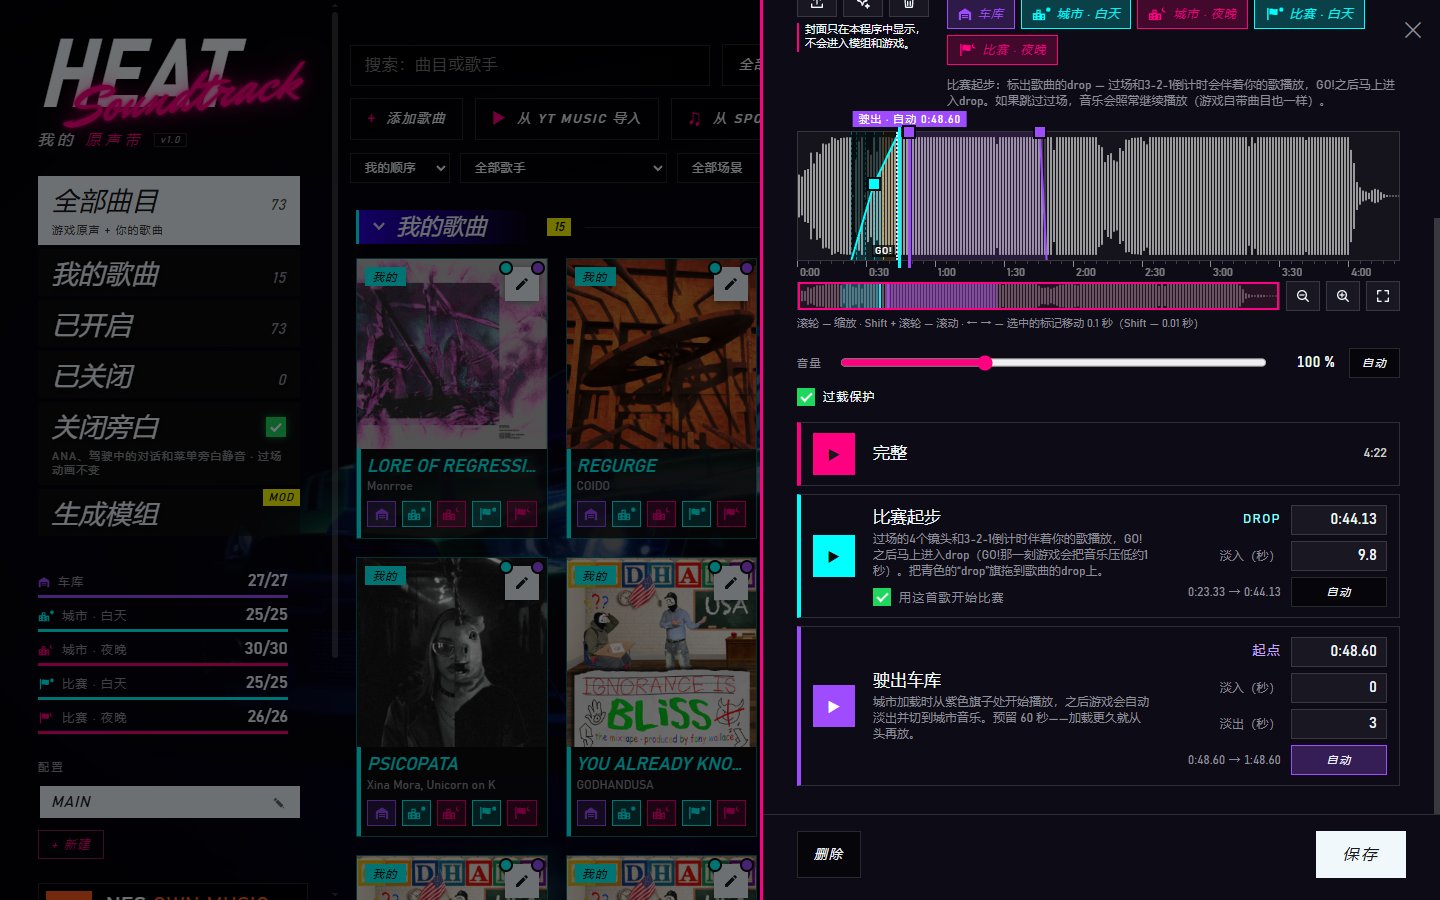 HEAT
Soundtrack
我的 原声带 v1.0
全部曲目 73
游戏原声 + 你的歌曲
我的歌曲 15
已开启 73
已关闭 0
关闭旁白
ANA、驾驶中的对话和菜单旁白静音 · 过场
动画不变
MOD
生成模组
车库 27/27
城市 · 白天 25/25
城市 · 夜晚 30/30
比赛 · 白天 25/25
比赛 · 夜晚 26/26
配置
MAIN
+ 新建
搜索：曲目或歌手
+ 添加歌曲
从 YT MUSIC 导入
我的顺序
全部歌手
全部场景
我的歌曲 15
我的
LORE OF REGRESSI...
Monrroe
我的
REGURGE
COIDO
我的
PSICOPATA
Xina Mora, Unicorn on K
我的
DHA
USA
IGNORANCE IS
BLiSS
the mixtape - produced by fony wallace
YOU ALREADY KNO...
GODHANDUSA
我的
DHA
我的
DHA
封面只在本程序中显示，
不会进入模组和游戏。
车库
城市 · 白天
城市 · 夜晚
比赛 · 白天
比赛 · 夜晚
比赛起步：标出歌曲的drop — 过场和3-2-1倒计时会伴着你的歌播放，GO!之后马上进
入drop。如果跳过过场，音乐会照常继续播放（游戏自带曲目也一样）。
驶出 · 自动 0:48.60
GO!
0:00 0:30 1:00 1:30 2:00 2:30 3:00 3:30 4:00
滚轮 — 缩放 · Shift + 滚轮 — 滚动 · ← → — 选中的标记移动 0.1 秒（Shift — 0.01 秒）
音量 100 % 自动
过载保护
完整 4:22
比赛起步
过场的4个镜头和3-2-1倒计时伴着你的歌播放，GO!
之后马上进入drop（GO!那一刻游戏会把音乐压低约1
秒）。把青色的“drop”旗拖到歌曲的drop上。
用这首歌开始比赛
DROP 0:44.13
淡入（秒） 9.8
0:23.33 → 0:44.13 自动
驶出车库
城市加载时从紫色旗子处开始播放，之后游戏会自动
淡出并切到城市音乐。预留 60 秒——加载更久就从
头再放。
起点 0:48.60
淡入（秒） 0
淡出（秒） 3
0:48.60 → 1:48.60 自动
删除
保存